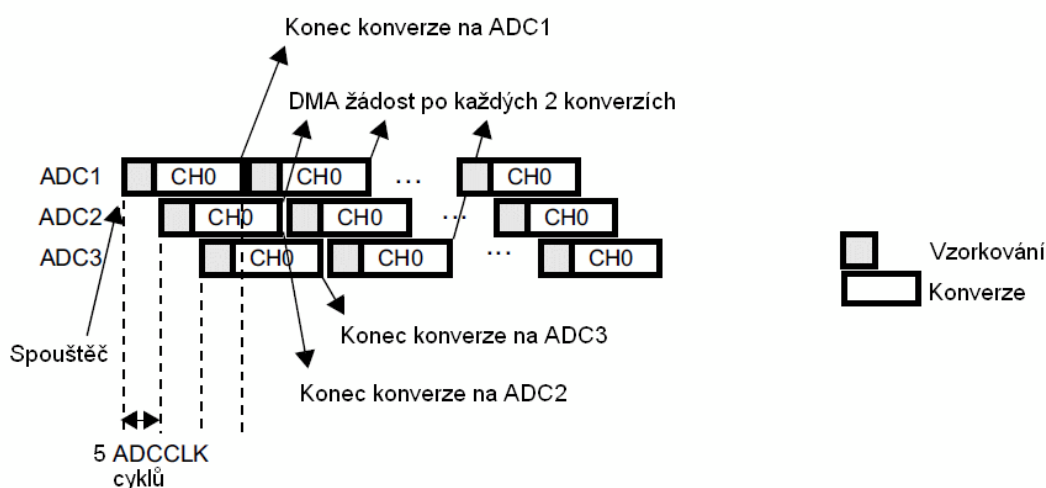 Konec konverze na ADC1
DMA žádost po každých 2 konverzích
ADC1 CH0 CH0 ... CH0
ADC2 CH0 CH0 ... CH0
ADC3 CH0 CH0 ... CH0
Vzorkování
Konverze
Konec konverze na ADC3
Spouštěč
Konec konverze na ADC2
5 ADCCLK
cyklů